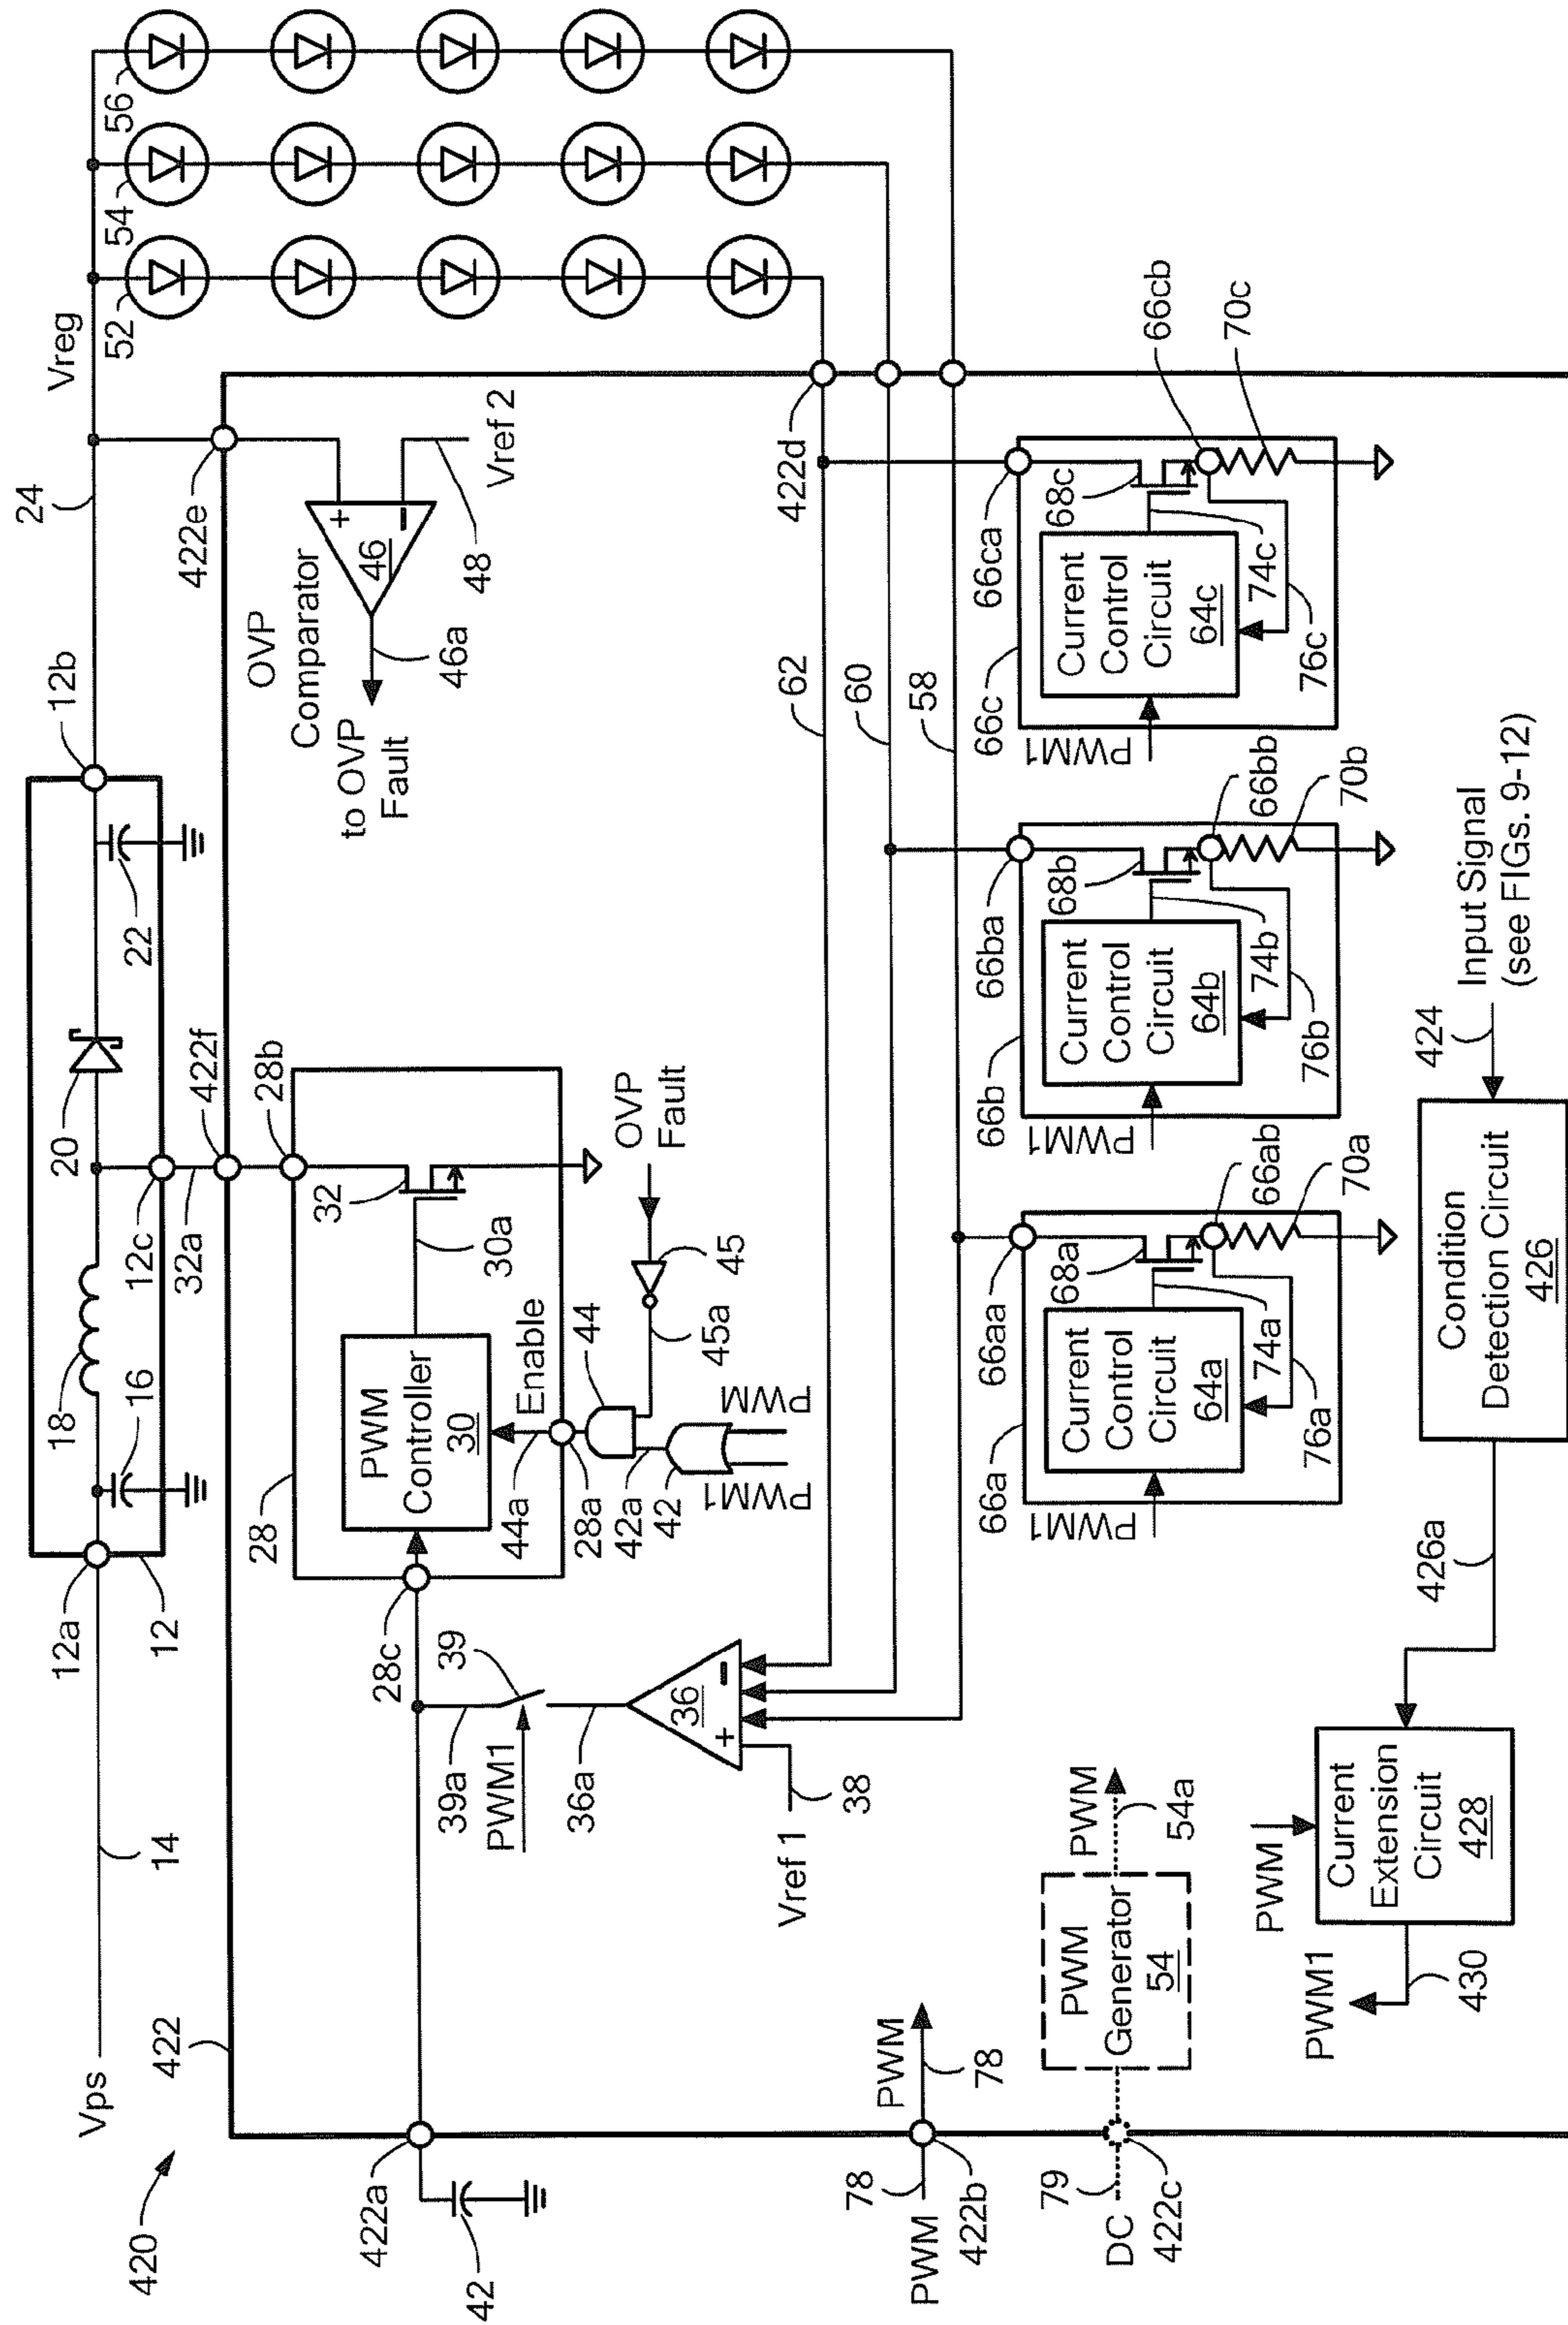 420
Vps
14
422
12a
12
18
16
20
12c
32a
422f
22
12b
24
Vreg
52
54
56
422e
OVP
Comparator
46
46a
to OVP
Fault
48
Vref 2
28
28b
32
30a
PWM
Controller
30
44a
Enable
28a
28c
44
45
45a
OVP
Fault
42a
42
PWM1
PWM
422a
42
39a
39
PWM1
36a
36
+
−
+
−
Vref 1
38
62
60
58
422d
PWM
78
78
PWM
422b
PWM
Generator
54
PWM
54a
79
DC
422c
66a
66aa
PWM1
Current
Control
Circuit
64a
68a
74a
76a
66ab
70a
66b
66ba
PWM1
Current
Control
Circuit
64b
68b
74b
76b
66bb
70b
66c
66ca
PWM1
Current
Control
Circuit
64c
68c
74c
76c
66cb
70c
PWM
Current
Extension
Circuit
428
PWM1
430
426a
Condition
Detection Circuit
426
424
Input Signal
(see FIGs. 9-12)